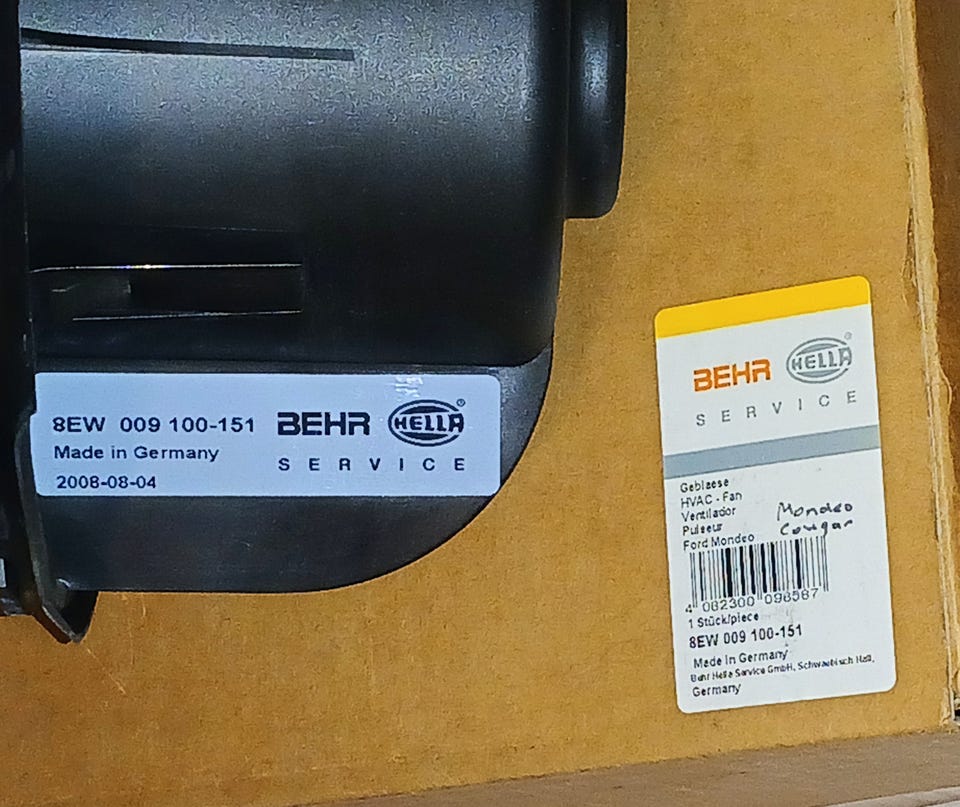 8EW 009 100-151
Made in Germany
2008-08-04
BEHR HELLA®
SERVICE
BEHR HELLA®
SERVICE
Geblaese
HVAC - Fan
Ventilador
Pulseur
Ford Mondeo
Mondeo
Cougar
4 082300 096587
1 Stück/piece
8EW 009 100-151
Made in Germany
Behr Hella Service GmbH, Schwaebisch Hall,
Germany